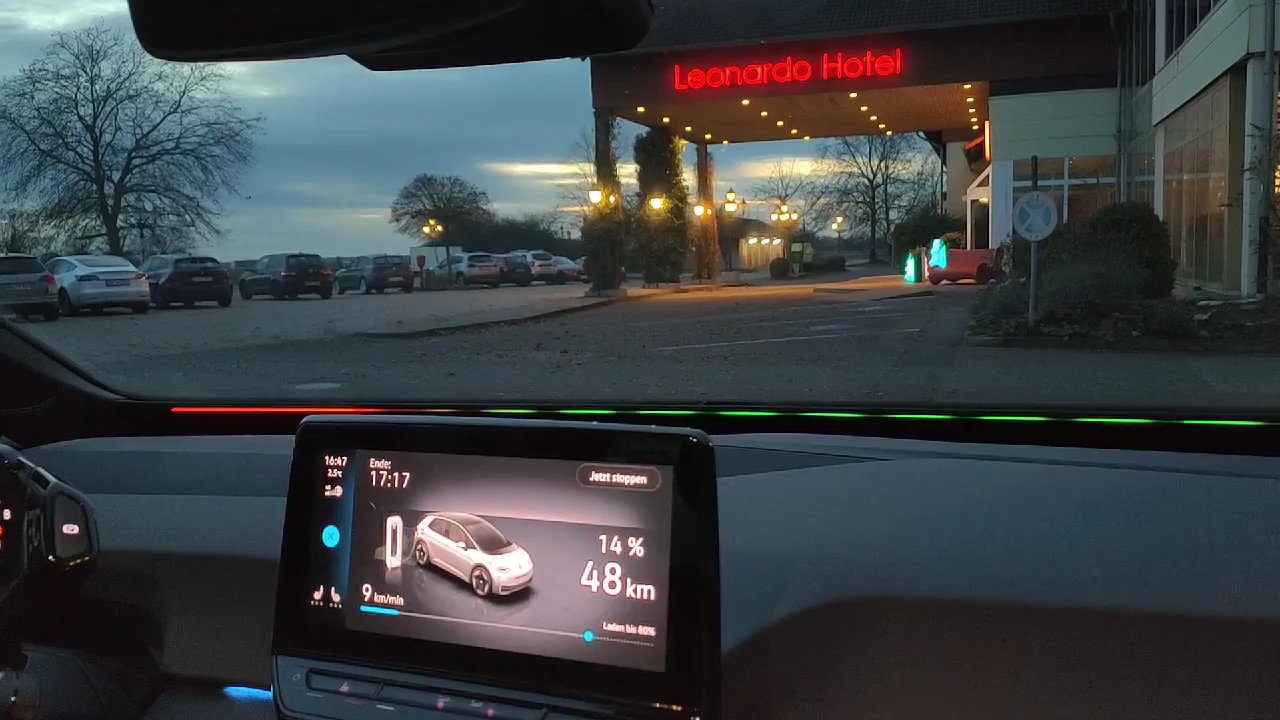 Leonardo Hotel
16:47
2.5°C
Ende:
17:17
Jetzt stoppen
14 %
48 km
9 km/min
Laden bis 80%